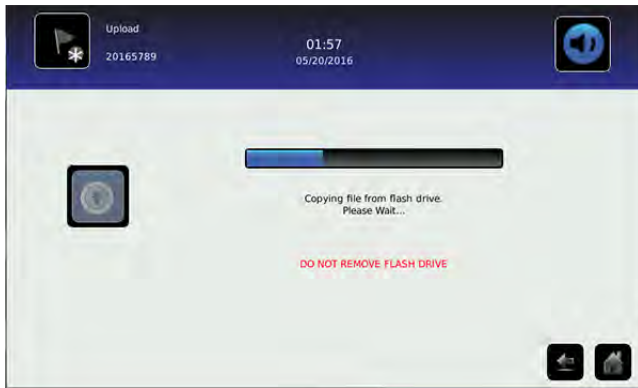 Upload
20165789
01:57
05/20/2016
Copying file from flash drive.
Please Wait...
DO NOT REMOVE FLASH DRIVE